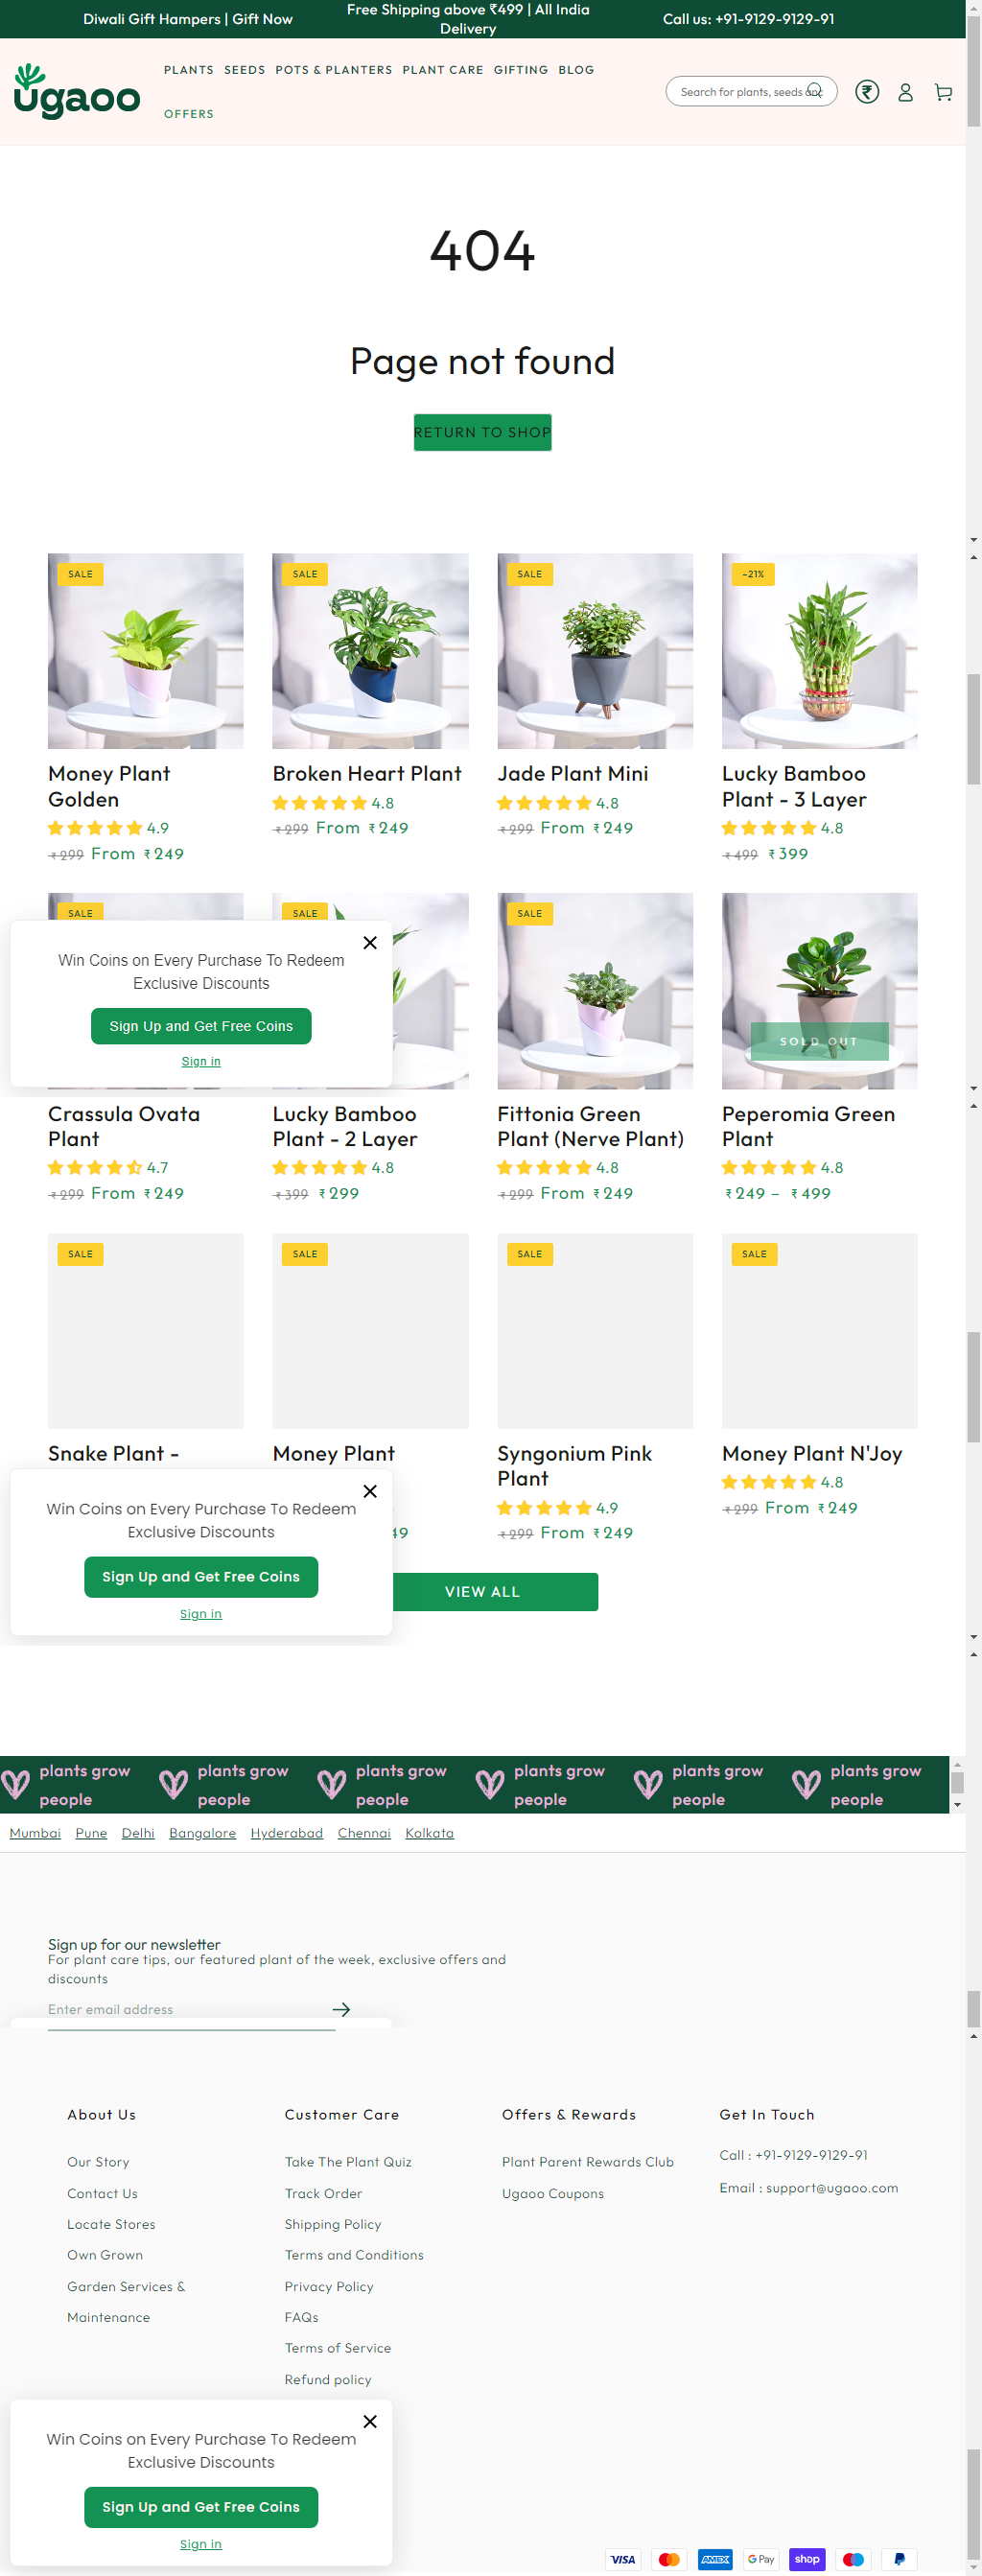 Diwali Gift Hampers | Gift Now
Free Shipping above ₹499 | All India
Delivery
Call us: +91-9129-9129-91
ugaoo
PLANTS SEEDS POTS & PLANTERS PLANT CARE GIFTING BLOG
OFFERS
Search for plants, seeds
404
Page not found
RETURN TO SHOP
SALE SALE SALE -21%
Money Plant
Golden
4.9
₹299 From ₹249
Broken Heart Plant
4.8
₹299 From ₹249
Jade Plant Mini
4.8
₹299 From ₹249
Lucky Bamboo
Plant - 3 Layer
4.8
₹499 ₹399
SALE SALE SALE
Win Coins on Every Purchase To Redeem
Exclusive Discounts
Sign Up and Get Free Coins
Sign in
SOLD OUT
Crassula Ovata
Plant
4.7
₹299 From ₹249
Lucky Bamboo
Plant - 2 Layer
4.8
₹399 ₹299
Fittonia Green
Plant (Nerve Plant)
4.8
₹299 From ₹249
Peperomia Green
Plant
4.8
₹249 – ₹499
SALE SALE SALE SALE
Snake Plant -
Money Plant
49
Syngonium Pink
Plant
4.9
₹299 From ₹249
Money Plant N'Joy
4.8
₹299 From ₹249
Win Coins on Every Purchase To Redeem
Exclusive Discounts
Sign Up and Get Free Coins
Sign in
VIEW ALL
plants grow
people
plants grow
people
plants grow
people
plants grow
people
plants grow
people
plants grow
people
Mumbai Pune Delhi Bangalore Hyderabad Chennai Kolkata
Sign up for our newsletter
For plant care tips, our featured plant of the week, exclusive offers and
discounts
Enter email address
About Us
Our Story
Contact Us
Locate Stores
Own Grown
Garden Services &
Maintenance
Customer Care
Take The Plant Quiz
Track Order
Shipping Policy
Terms and Conditions
Privacy Policy
FAQs
Terms of Service
Refund policy
Offers & Rewards
Plant Parent Rewards Club
Ugaoo Coupons
Get In Touch
Call : +91-9129-9129-91
Email : support@ugaoo.com
Win Coins on Every Purchase To Redeem
Exclusive Discounts
Sign Up and Get Free Coins
Sign in
VISA AMEX G Pay shop